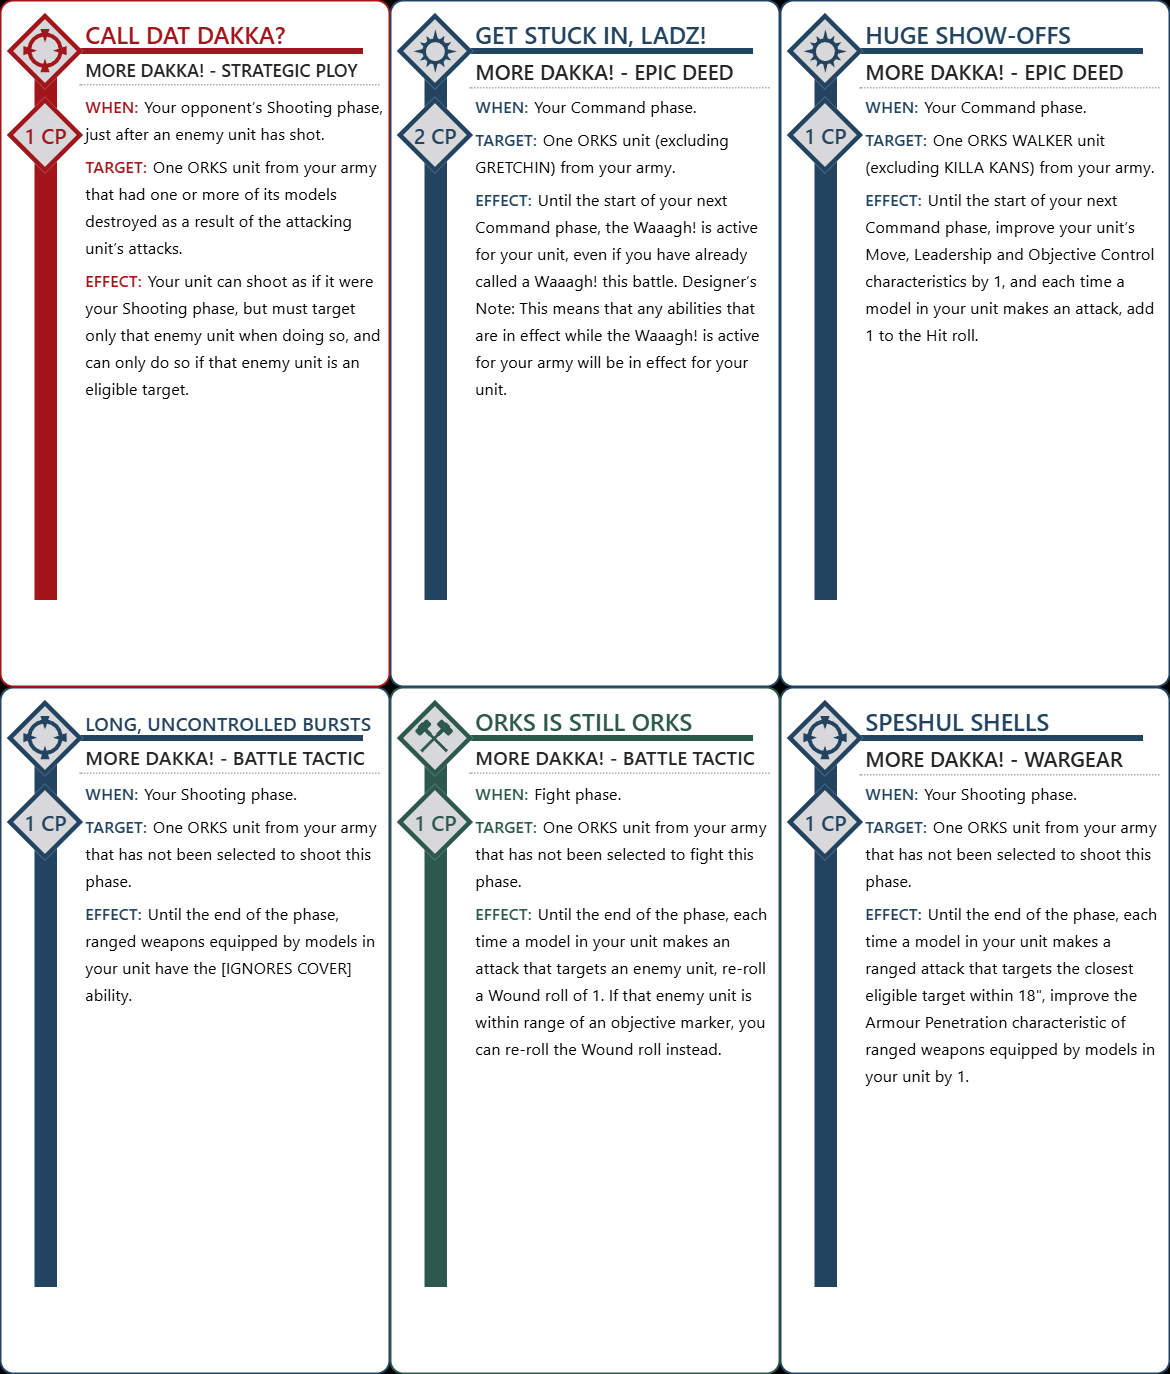 CALL DAT DAKKA?
MORE DAKKA! - STRATEGIC PLOY
1 CP
WHEN: Your opponent's Shooting phase,
just after an enemy unit has shot.
TARGET: One ORKS unit from your army
that had one or more of its models
destroyed as a result of the attacking
unit's attacks.
EFFECT: Your unit can shoot as if it were
your Shooting phase, but must target
only that enemy unit when doing so, and
can only do so if that enemy unit is an
eligible target.
GET STUCK IN, LADZ!
MORE DAKKA! - EPIC DEED
2 CP
WHEN: Your Command phase.
TARGET: One ORKS unit (excluding
GRETCHIN) from your army.
EFFECT: Until the start of your next
Command phase, the Waaagh! is active
for your unit, even if you have already
called a Waaagh! this battle. Designer's
Note: This means that any abilities that
are in effect while the Waaagh! is active
for your army will be in effect for your
unit.
HUGE SHOW-OFFS
MORE DAKKA! - EPIC DEED
1 CP
WHEN: Your Command phase.
TARGET: One ORKS WALKER unit
(excluding KILLA KANS) from your army.
EFFECT: Until the start of your next
Command phase, improve your unit's
Move, Leadership and Objective Control
characteristics by 1, and each time a
model in your unit makes an attack, add
1 to the Hit roll.
LONG, UNCONTROLLED BURSTS
MORE DAKKA! - BATTLE TACTIC
1 CP
WHEN: Your Shooting phase.
TARGET: One ORKS unit from your army
that has not been selected to shoot this
phase.
EFFECT: Until the end of the phase,
ranged weapons equipped by models in
your unit have the [IGNORES COVER]
ability.
ORKS IS STILL ORKS
MORE DAKKA! - BATTLE TACTIC
1 CP
WHEN: Fight phase.
TARGET: One ORKS unit from your army
that has not been selected to fight this
phase.
EFFECT: Until the end of the phase, each
time a model in your unit makes an
attack that targets an enemy unit, re-roll
a Wound roll of 1. If that enemy unit is
within range of an objective marker, you
can re-roll the Wound roll instead.
SPESHUL SHELLS
MORE DAKKA! - WARGEAR
1 CP
WHEN: Your Shooting phase.
TARGET: One ORKS unit from your army
that has not been selected to shoot this
phase.
EFFECT: Until the end of the phase, each
time a model in your unit makes a
ranged attack that targets the closest
eligible target within 18", improve the
Armour Penetration characteristic of
ranged weapons equipped by models in
your unit by 1.